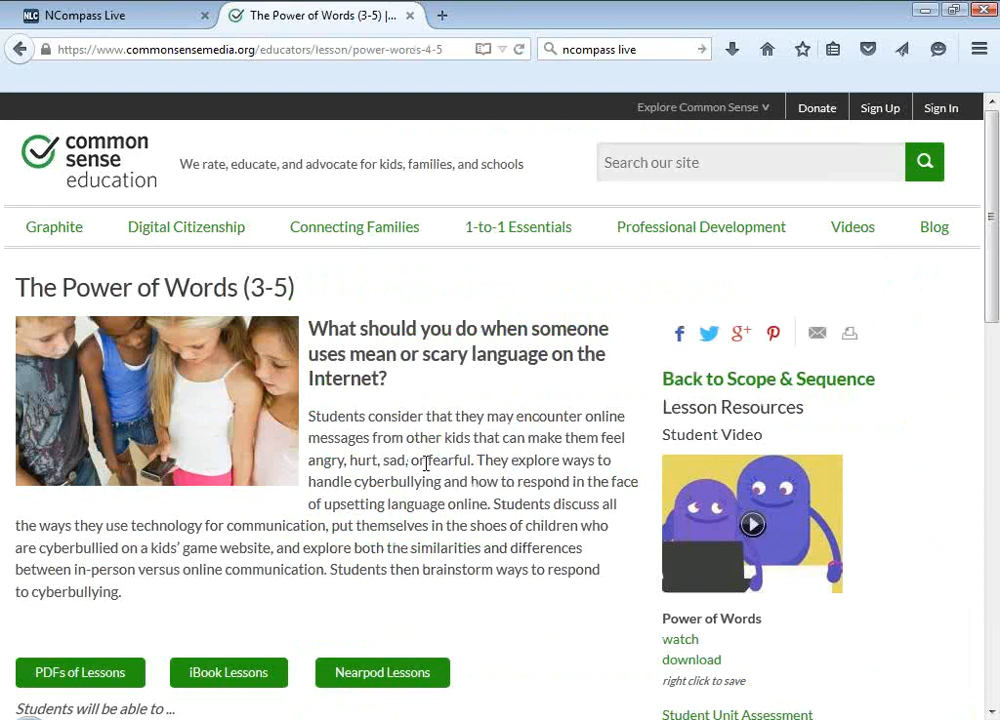 NLC NCompass Live
The Power of Words (3-5) |...
https://www.commonsensemedia.org/educators/lesson/power-words-4-5
ncompass live
Explore Common Sense
Donate
Sign Up
Sign In
common
sense
education
We rate, educate, and advocate for kids, families, and schools
Search our site
Graphite
Digital Citizenship
Connecting Families
1-to-1 Essentials
Professional Development
Videos
Blog
The Power of Words (3-5)
What should you do when someone
uses mean or scary language on the
Internet?
Students consider that they may encounter online
messages from other kids that can make them feel
angry, hurt, sad, or fearful. They explore ways to
handle cyberbullying and how to respond in the face
of upsetting language online. Students discuss all
the ways they use technology for communication, put themselves in the shoes of children who
are cyberbullied on a kids’ game website, and explore both the similarities and differences
between in-person versus online communication. Students then brainstorm ways to respond
to cyberbullying.
f
g+
Back to Scope & Sequence
Lesson Resources
Student Video
Power of Words
watch
download
right click to save
Student Unit Assessment
PDFs of Lessons
iBook Lessons
Nearpod Lessons
Students will be able to ...